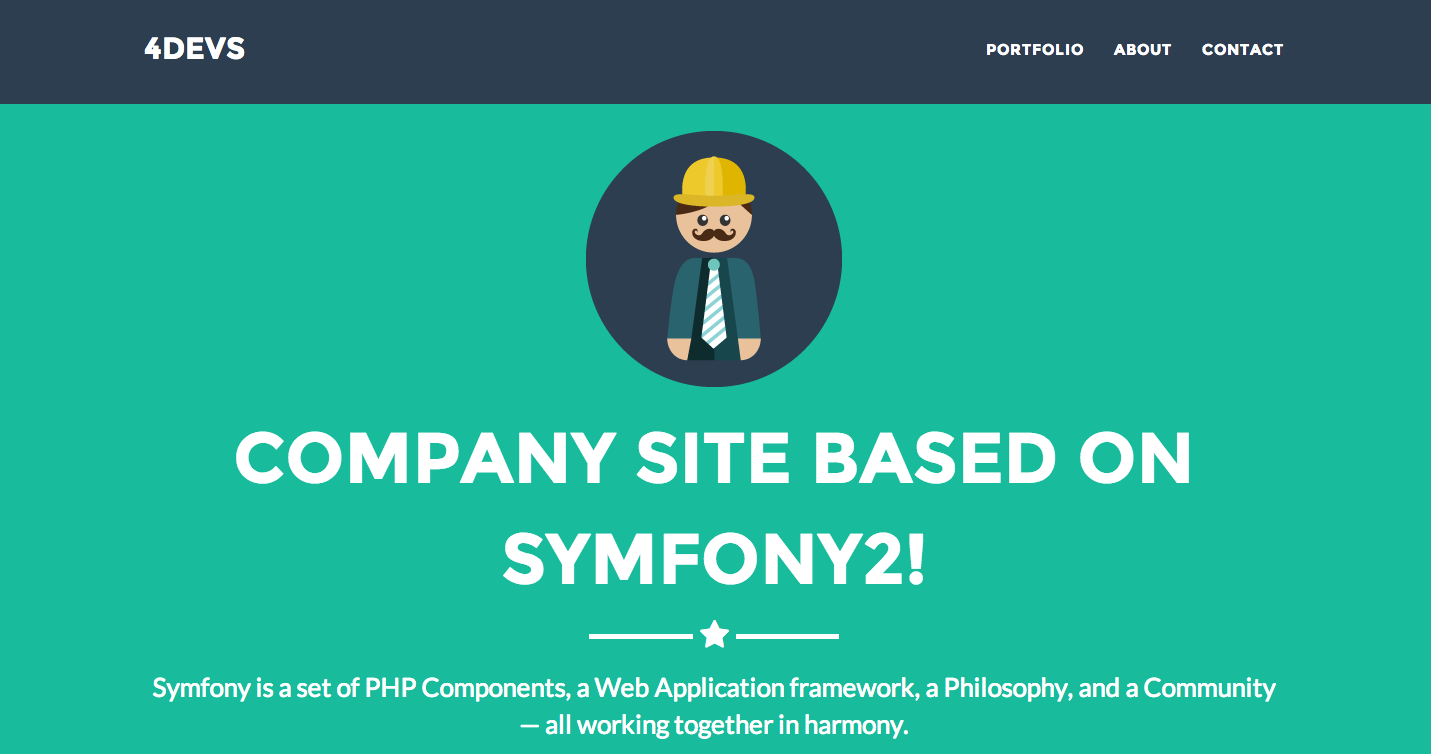 4DEVS
PORTFOLIO ABOUT CONTACT
COMPANY SITE BASED ON
SYMFONY2!
Symfony is a set of PHP Components, a Web Application framework, a Philosophy, and a Community
— all working together in harmony.